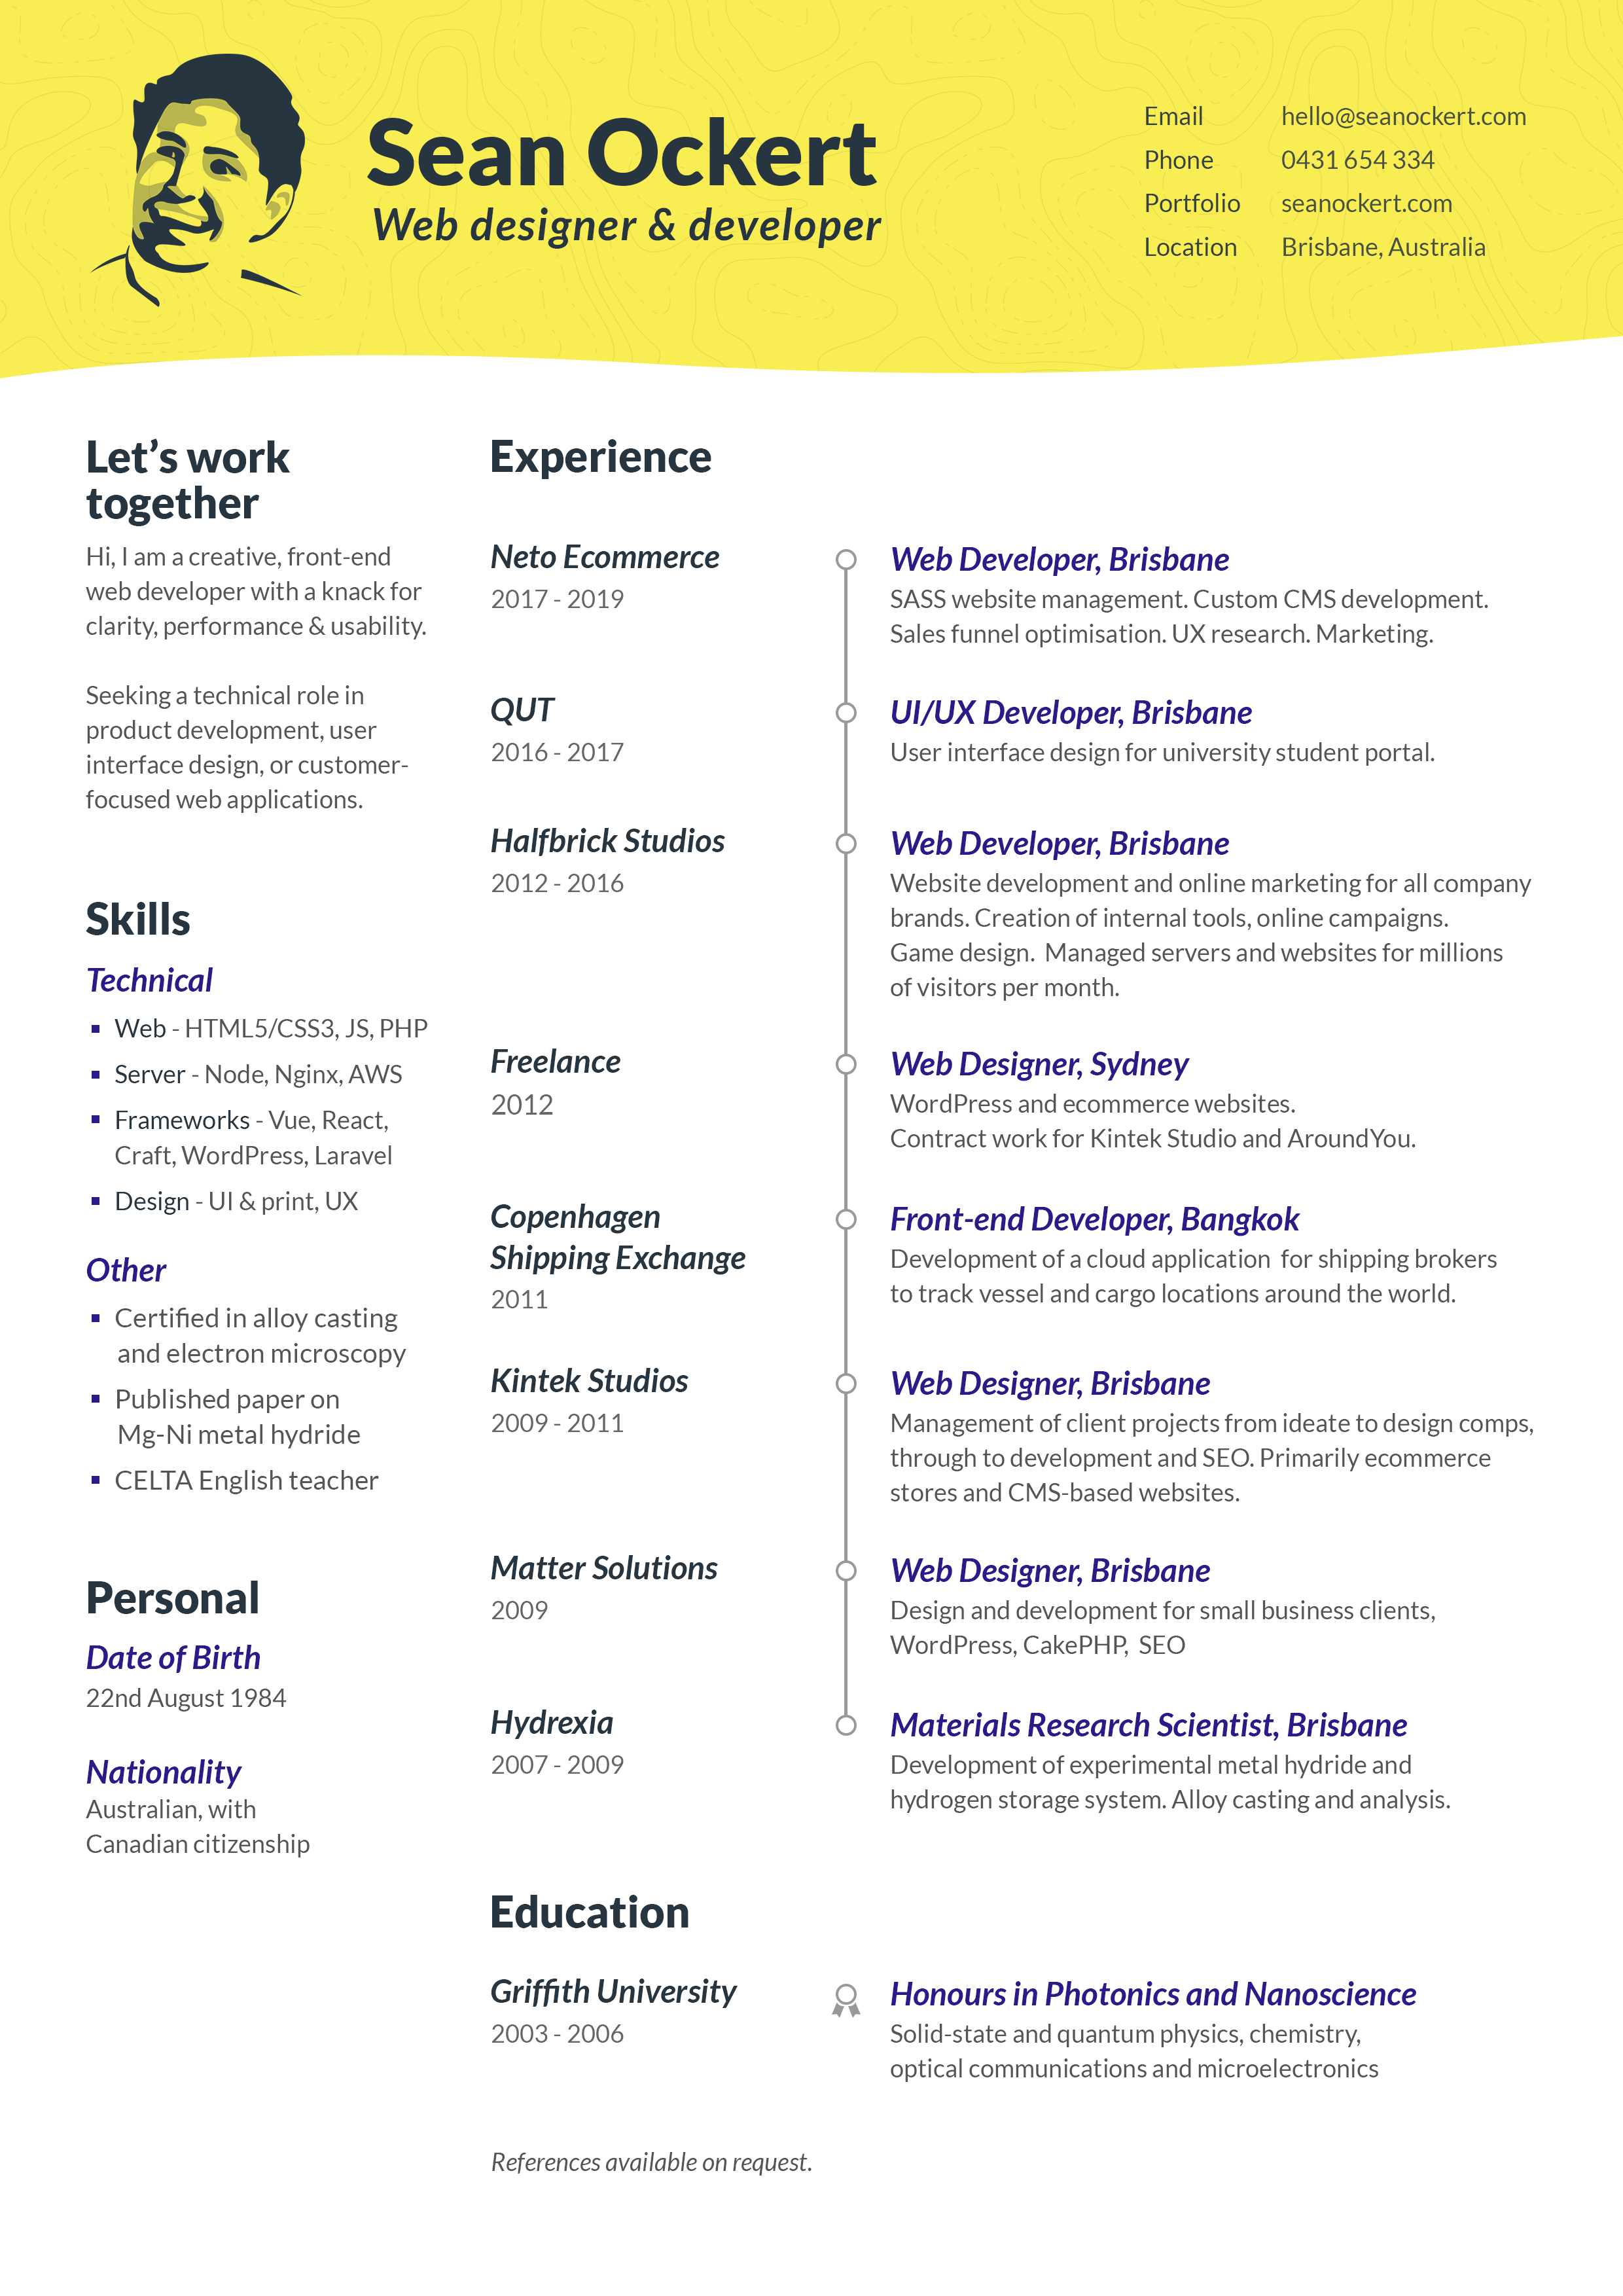 Sean Ockert
Web designer & developer
Email hello@seanockert.com
Phone 0431 654 334
Portfolio seanockert.com
Location Brisbane, Australia
Let’s work
together
Hi, I am a creative, front-end
web developer with a knack for
clarity, performance & usability.
Seeking a technical role in
product development, user
interface design, or customer-
focused web applications.
Skills
Technical
▪ Web - HTML5/CSS3, JS, PHP
▪ Server - Node, Nginx, AWS
▪ Frameworks - Vue, React,
Craft, WordPress, Laravel
▪ Design - UI & print, UX
Other
▪ Certified in alloy casting
and electron microscopy
▪ Published paper on
Mg-Ni metal hydride
▪ CELTA English teacher
Personal
Date of Birth
22nd August 1984
Nationality
Australian, with
Canadian citizenship
Experience
Neto Ecommerce
2017 - 2019
Web Developer, Brisbane
SASS website management. Custom CMS development.
Sales funnel optimisation. UX research. Marketing.
QUT
2016 - 2017
UI/UX Developer, Brisbane
User interface design for university student portal.
Halfbrick Studios
2012 - 2016
Web Developer, Brisbane
Website development and online marketing for all company
brands. Creation of internal tools, online campaigns.
Game design.  Managed servers and websites for millions
of visitors per month.
Freelance
2012
Web Designer, Sydney
WordPress and ecommerce websites.
Contract work for Kintek Studio and AroundYou.
Copenhagen
Shipping Exchange
2011
Front-end Developer, Bangkok
Development of a cloud application  for shipping brokers
to track vessel and cargo locations around the world.
Kintek Studios
2009 - 2011
Web Designer, Brisbane
Management of client projects from ideate to design comps,
through to development and SEO. Primarily ecommerce
stores and CMS-based websites.
Matter Solutions
2009
Web Designer, Brisbane
Design and development for small business clients,
WordPress, CakePHP,  SEO
Hydrexia
2007 - 2009
Materials Research Scientist, Brisbane
Development of experimental metal hydride and
hydrogen storage system. Alloy casting and analysis.
Education
Griffith University
2003 - 2006
Honours in Photonics and Nanoscience
Solid-state and quantum physics, chemistry,
optical communications and microelectronics
References available on request.